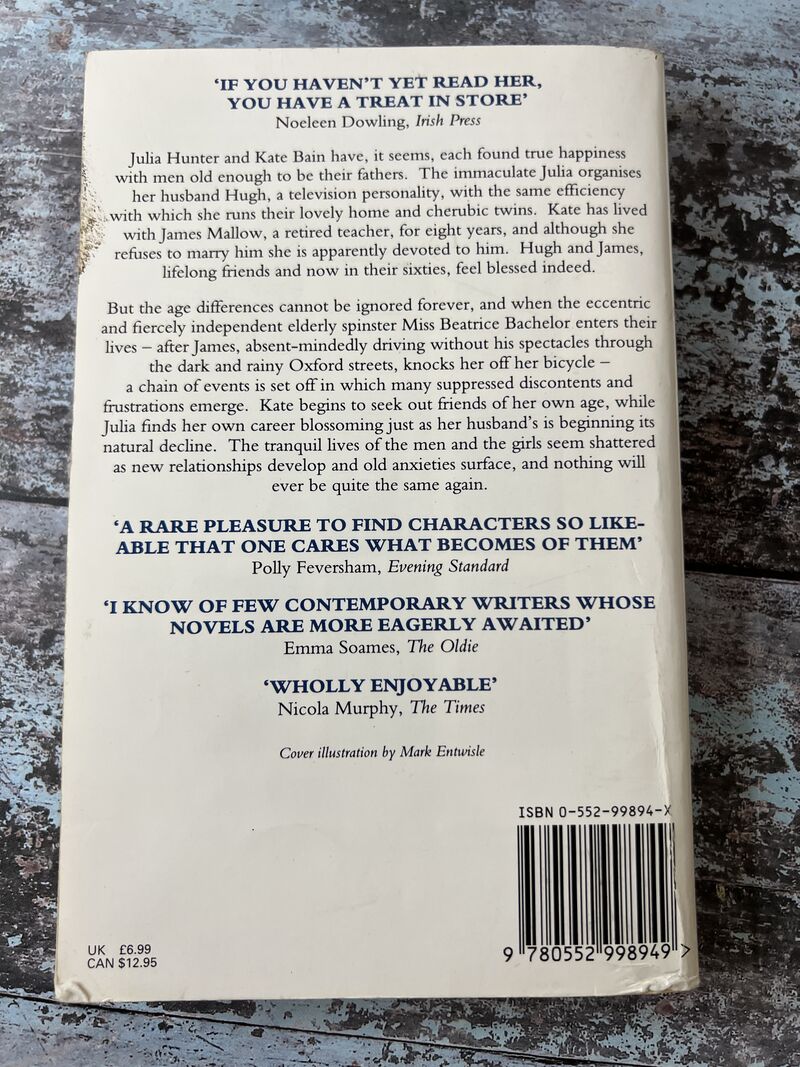 ‘IF YOU HAVEN’T YET READ HER,
YOU HAVE A TREAT IN STORE’
Noeleen Dowling, Irish Press
Julia Hunter and Kate Bain have, it seems, each found true happiness
with men old enough to be their fathers. The immaculate Julia organises
her husband Hugh, a television personality, with the same efficiency
with which she runs their lovely home and cherubic twins. Kate has lived
with James Mallow, a retired teacher, for eight years, and although she
refuses to marry him she is apparently devoted to him. Hugh and James,
lifelong friends and now in their sixties, feel blessed indeed.
But the age differences cannot be ignored forever, and when the eccentric
and fiercely independent elderly spinster Miss Beatrice Bachelor enters their
lives – after James, absent-mindedly driving without his spectacles through
the dark and rainy Oxford streets, knocks her off her bicycle –
a chain of events is set off in which many suppressed discontents and
frustrations emerge. Kate begins to seek out friends of her own age, while
Julia finds her own career blossoming just as her husband’s is beginning its
natural decline. The tranquil lives of the men and the girls seem shattered
as new relationships develop and old anxieties surface, and nothing will
ever be quite the same again.
‘A RARE PLEASURE TO FIND CHARACTERS SO LIKE-
ABLE THAT ONE CARES WHAT BECOMES OF THEM’
Polly Feversham, Evening Standard
‘I KNOW OF FEW CONTEMPORARY WRITERS WHOSE
NOVELS ARE MORE EAGERLY AWAITED’
Emma Soames, The Oldie
‘WHOLLY ENJOYABLE’
Nicola Murphy, The Times
Cover illustration by Mark Entwisle
ISBN 0-552-99894-X
9 780552 998949 >
UK £6.99
CAN $12.95